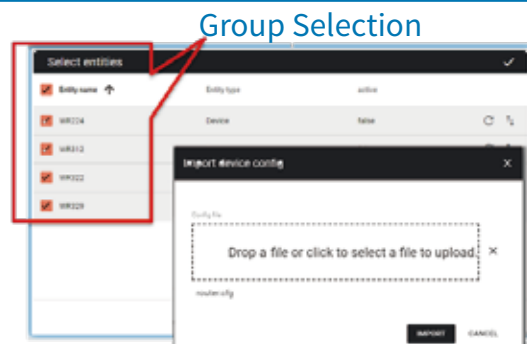 Group Selection
Select entities
Entity name Entity type active
WR224 Device false
WR312
WR322
WR329
Import device config
Config file
Drop a file or click to select a file to upload.
router.cfg
IMPORT CANCEL